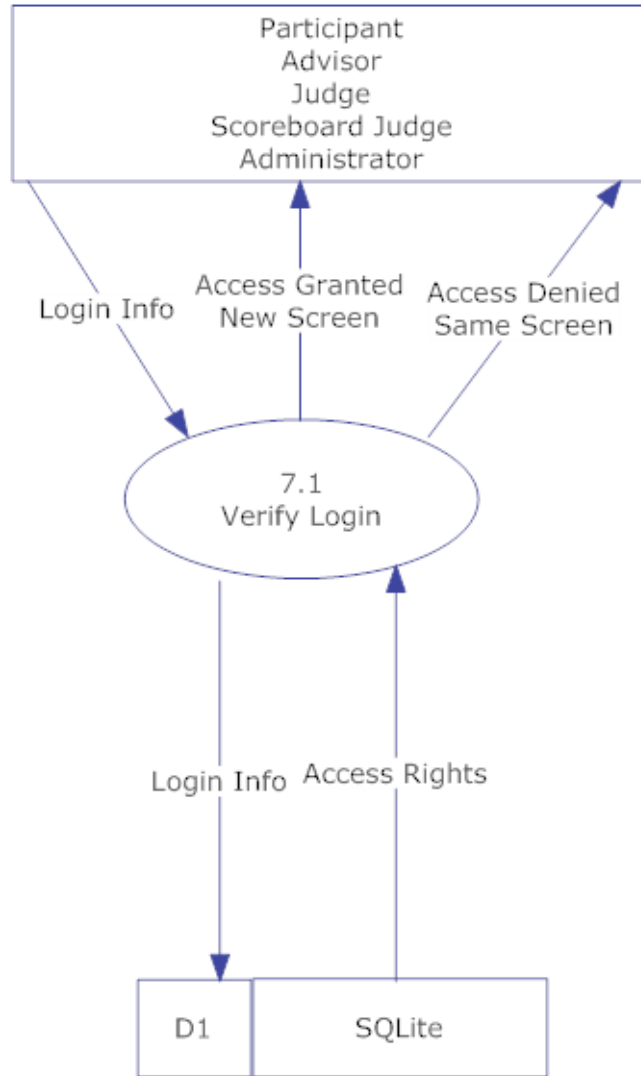 Participant
Advisor
Judge
Scoreboard Judge
Administrator
Login Info
Access Granted
New Screen
Access Denied
Same Screen
7.1
Verify Login
Login Info
Access Rights
D1
SQLite